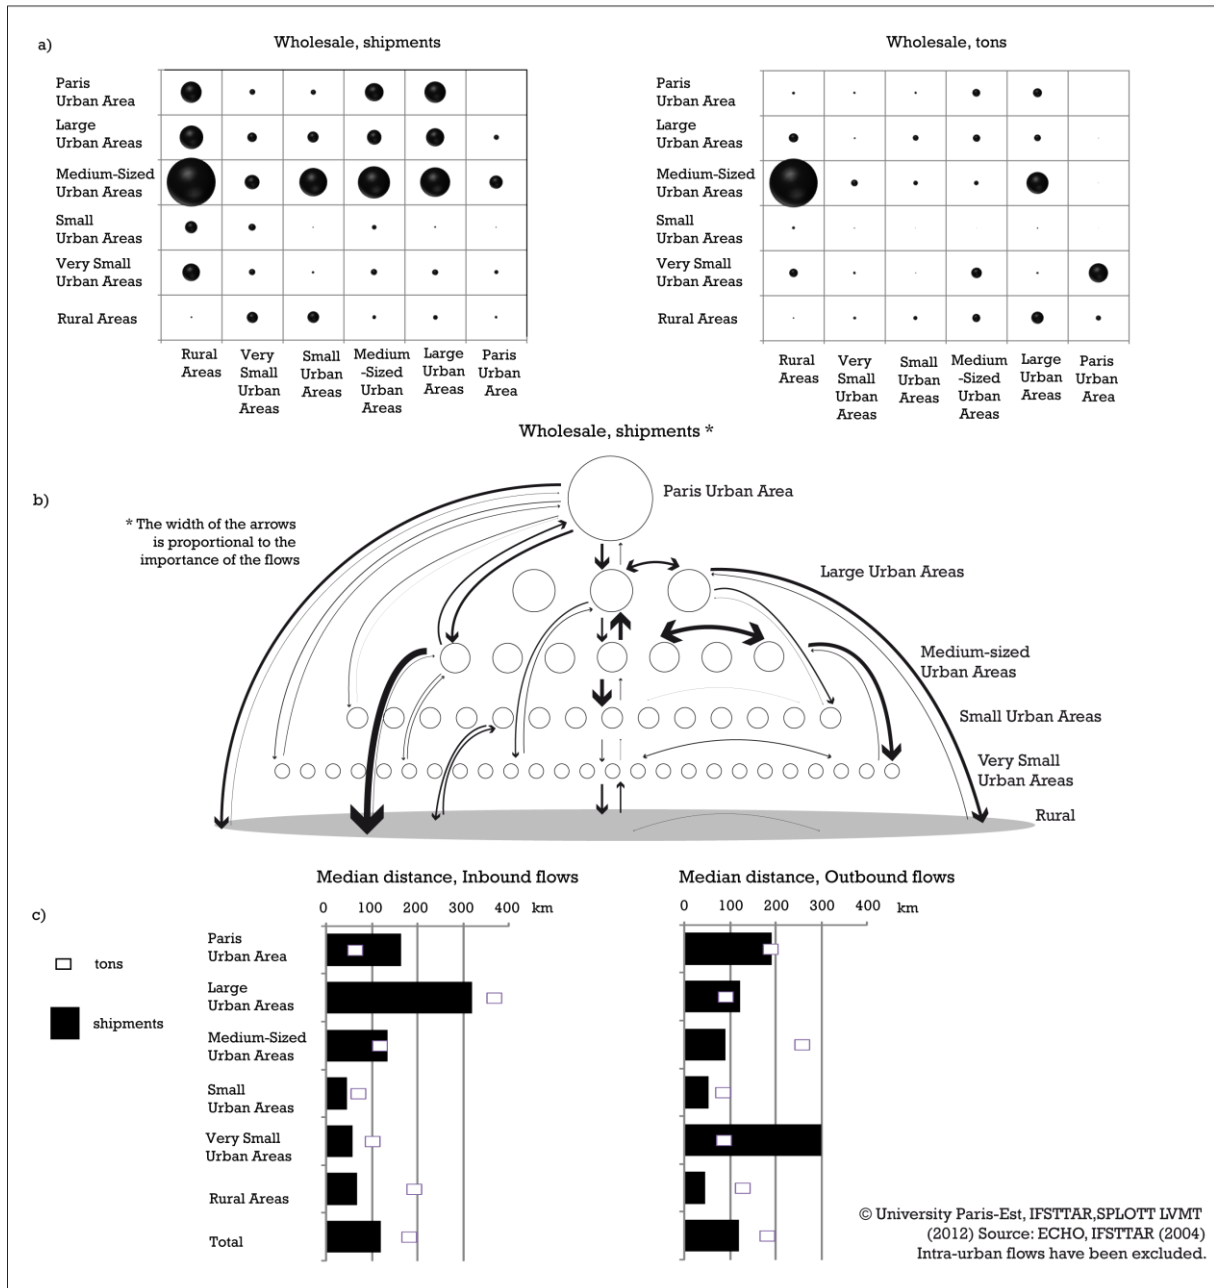 a)
Wholesale, shipments
Paris
Urban Area
Large
Urban Areas
Medium-Sized
Urban Areas
Small
Urban Areas
Very Small
Urban Areas
Rural Areas
Rural
Areas
Very
Small
Urban
Areas
Small
Urban
Areas
Medium
-Sized
Urban
Areas
Large
Urban
Areas
Paris
Urban
Area
Wholesale, tons
Paris
Urban Area
Large
Urban Areas
Medium-Sized
Urban Areas
Small
Urban Areas
Very Small
Urban Areas
Rural Areas
Rural
Areas
Very
Small
Urban
Areas
Small
Urban
Areas
Medium
-Sized
Urban
Areas
Large
Urban
Areas
Paris
Urban
Area
Wholesale, shipments *
b)
* The width of the arrows
is proportional to the
importance of the flows
Paris Urban Area
Large Urban Areas
Medium-sized
Urban Areas
Small Urban Areas
Very Small
Urban Areas
Rural
c)
tons
shipments
Median distance, Inbound flows
0 100 200 300 400 km
Paris
Urban Area
Large
Urban Areas
Medium-Sized
Urban Areas
Small
Urban Areas
Very Small
Urban Areas
Rural Areas
Total
Median distance, Outbound flows
0 100 200 300 400 km
© University Paris-Est, IFSTTAR,SPLOTT LVMT
(2012) Source: ECHO, IFSTTAR (2004)
Intra-urban flows have been excluded.